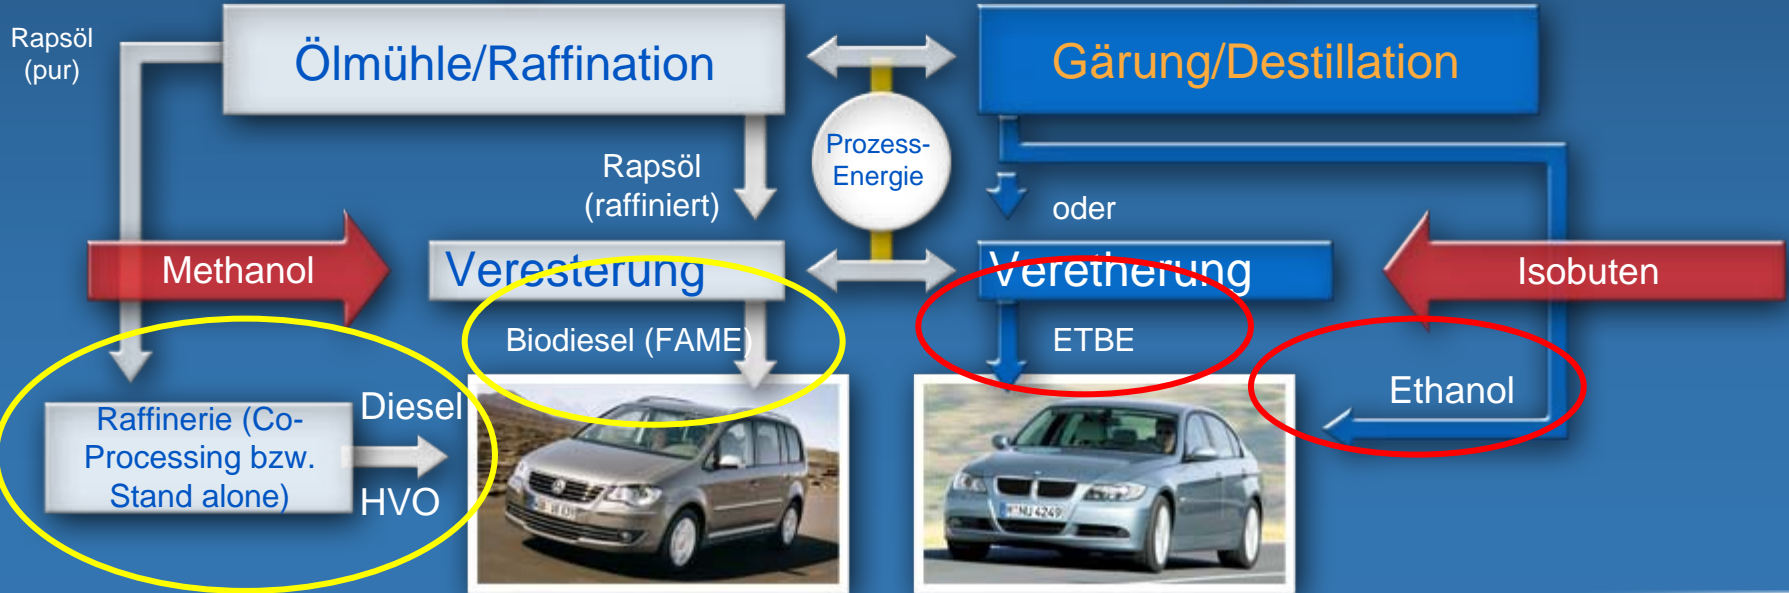 Rapsöl
(pur)
Ölmühle/Raffination
Gärung/Destillation
Prozess-
Energie
Rapsöl
(raffiniert)
oder
Methanol
Veresterung
Veretherung
Isobuten
Biodiesel (FAME)
ETBE
Ethanol
Raffinerie (Co-
Processing bzw.
Stand alone)
Diesel
HVO